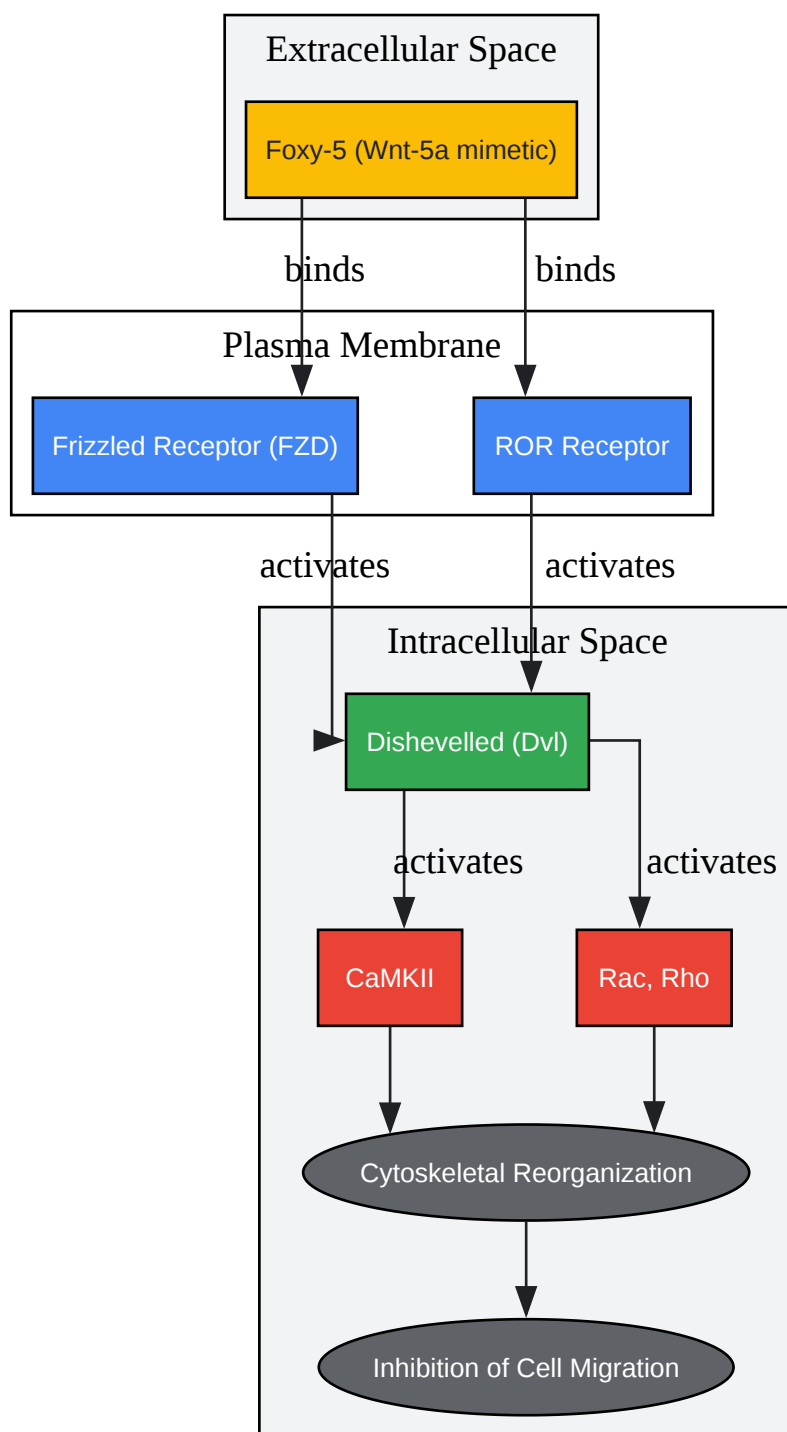 Extracellular Space
Foxy-5 (Wnt-5a mimetic)
binds
binds
Plasma Membrane
Frizzled Receptor (FZD)
ROR Receptor
activates
activates
Intracellular Space
Dishevelled (Dvl)
activates
activates
CaMKII
Rac, Rho
Cytoskeletal Reorganization
Inhibition of Cell Migration